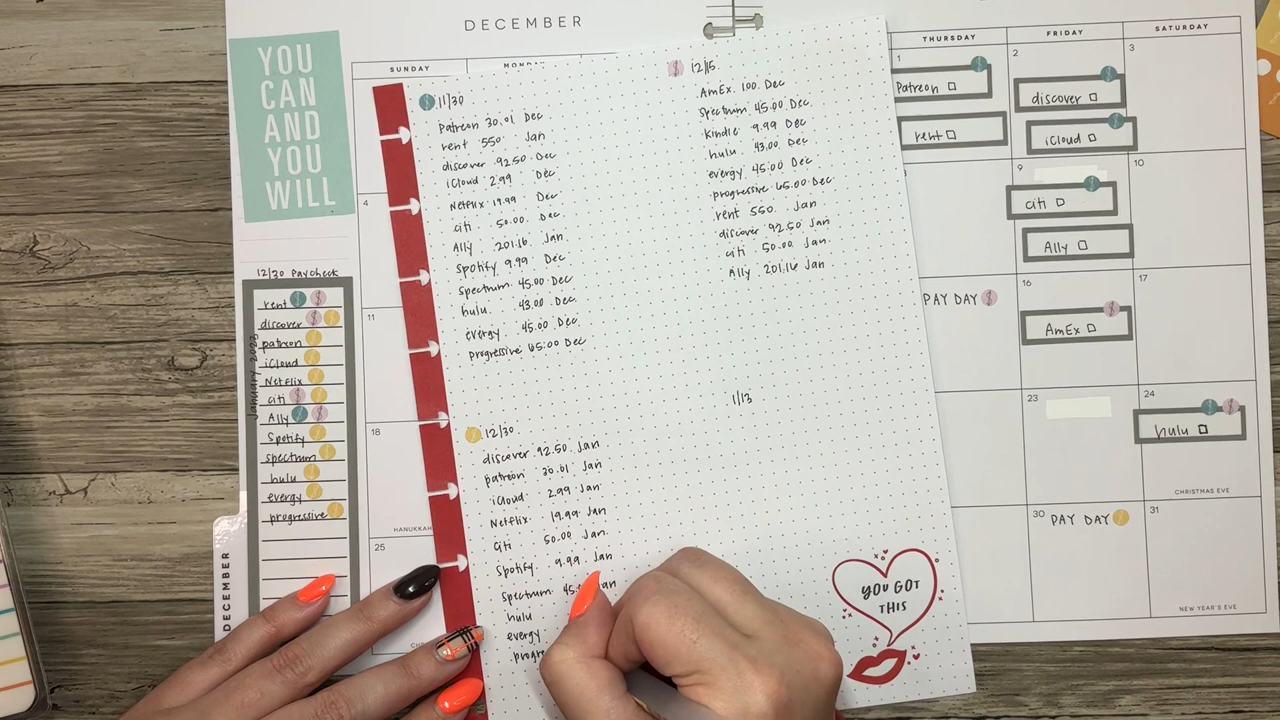 DECEMBER
YOU
CAN
AND
YOU
WILL
SUNDAY
THURSDAY
FRIDAY
SATURDAY
12/30 Paycheck
January 2023
rent
discover
patreon
iCloud
Netflix
citi
Ally
Spotify
spectrum
hulu
evergy
progressive
DECEMBER
4
11
18
HANUKKAH
25
11/30
Patreon 30.01 Dec
rent 550 Jan
discover 92.50 Dec
iCloud 2.99 Dec
Netflix 19.99 Dec
citi 50.00 Dec
Ally 201.16 Jan
Spotify 9.99 Dec
Spectrum 45.00 Dec
hulu 43.00 Dec
evergy 45.00 Dec
progressive 65.00 Dec
12/15
AmEx 100. Dec
Spectrum 45.00 Dec
Kindle 9.99 Dec
hulu 43.00 Dec
evergy 45.00 Dec
progressive 65.00 Dec
rent 550. Jan
discover 92.50 Jan
citi 50.00 Jan
Ally 201.16 Jan
12/30
discover 92.50 Jan
patreon 30.01 Jan
iCloud 2.99 Jan
Netflix 19.99 Jan
citi 50.00 Jan
Spotify 9.99 Jan
Spectrum
hulu
evergy
1/13
YOU GOT
THIS
1
Patreon
rent
2
discover
iCloud
3
9
citi
Ally
10
PAY DAY
16
AmEx
17
23
24
hulu
CHRISTMAS EVE
30 PAY DAY
31
NEW YEAR'S EVE